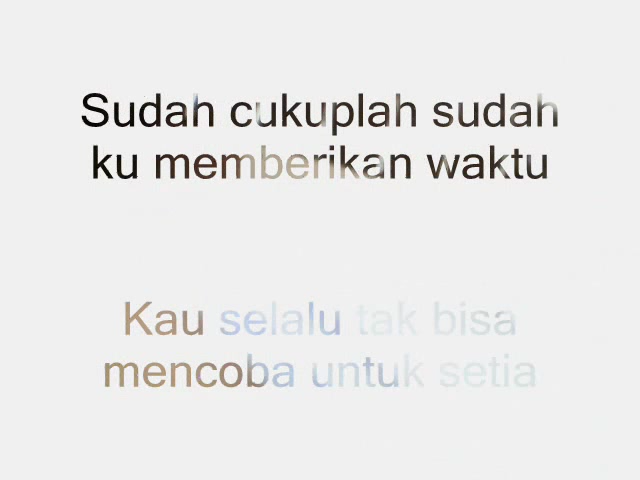 Sudah cukuplah sudah
ku memberikan waktu
Kau selalu tak bisa
mencoba untuk setia